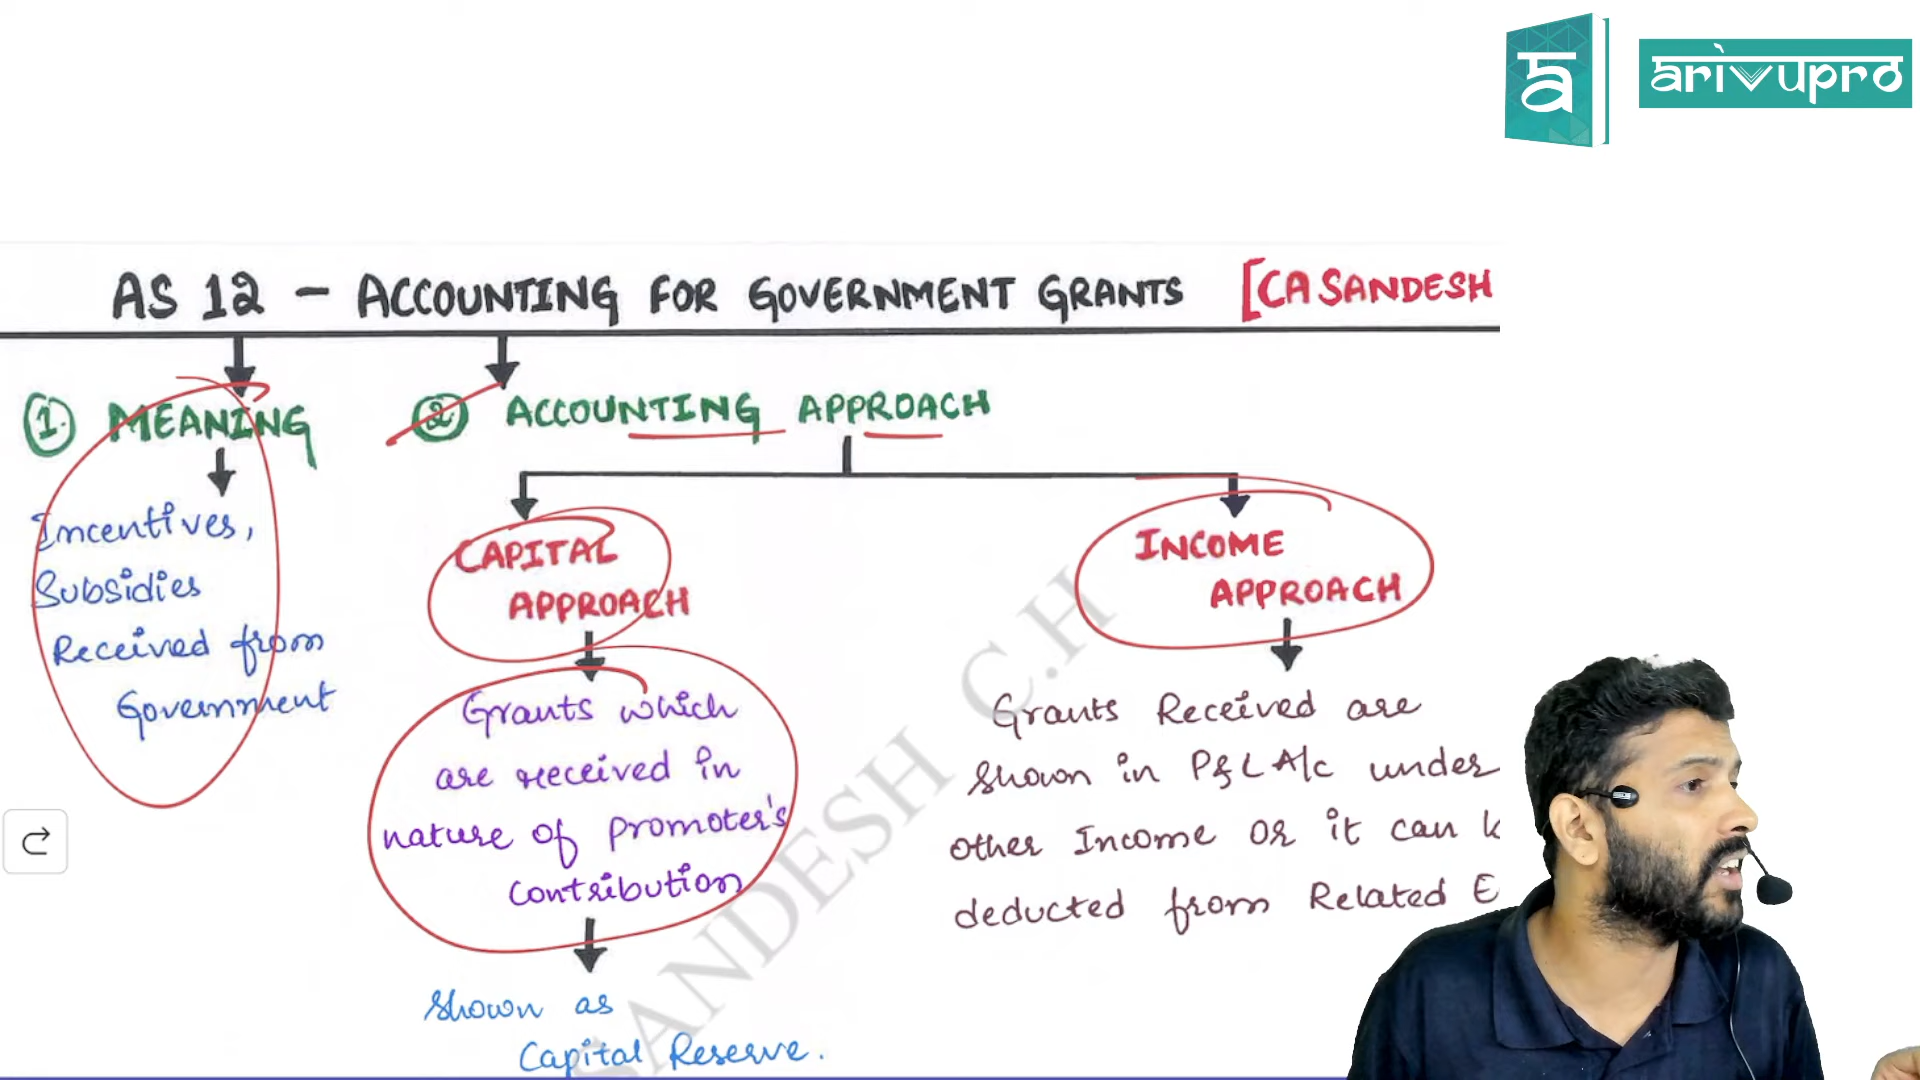 a
arivupro
AS 12 - ACCOUNTING FOR GOVERNMENT GRANTS [CA SANDESH
1. MEANING
Incentives,
Subsidies
Received from
Government
2 ACCOUNTING APPROACH
CAPITAL
APPROACH
Grants which
are received in
nature of promoter's
contribution
Shown as
Capital Reserve.
INCOME
APPROACH
Grants Received are
shown in P&L A/c under
other Income or it can
deducted from Related E
SANDESH C.H